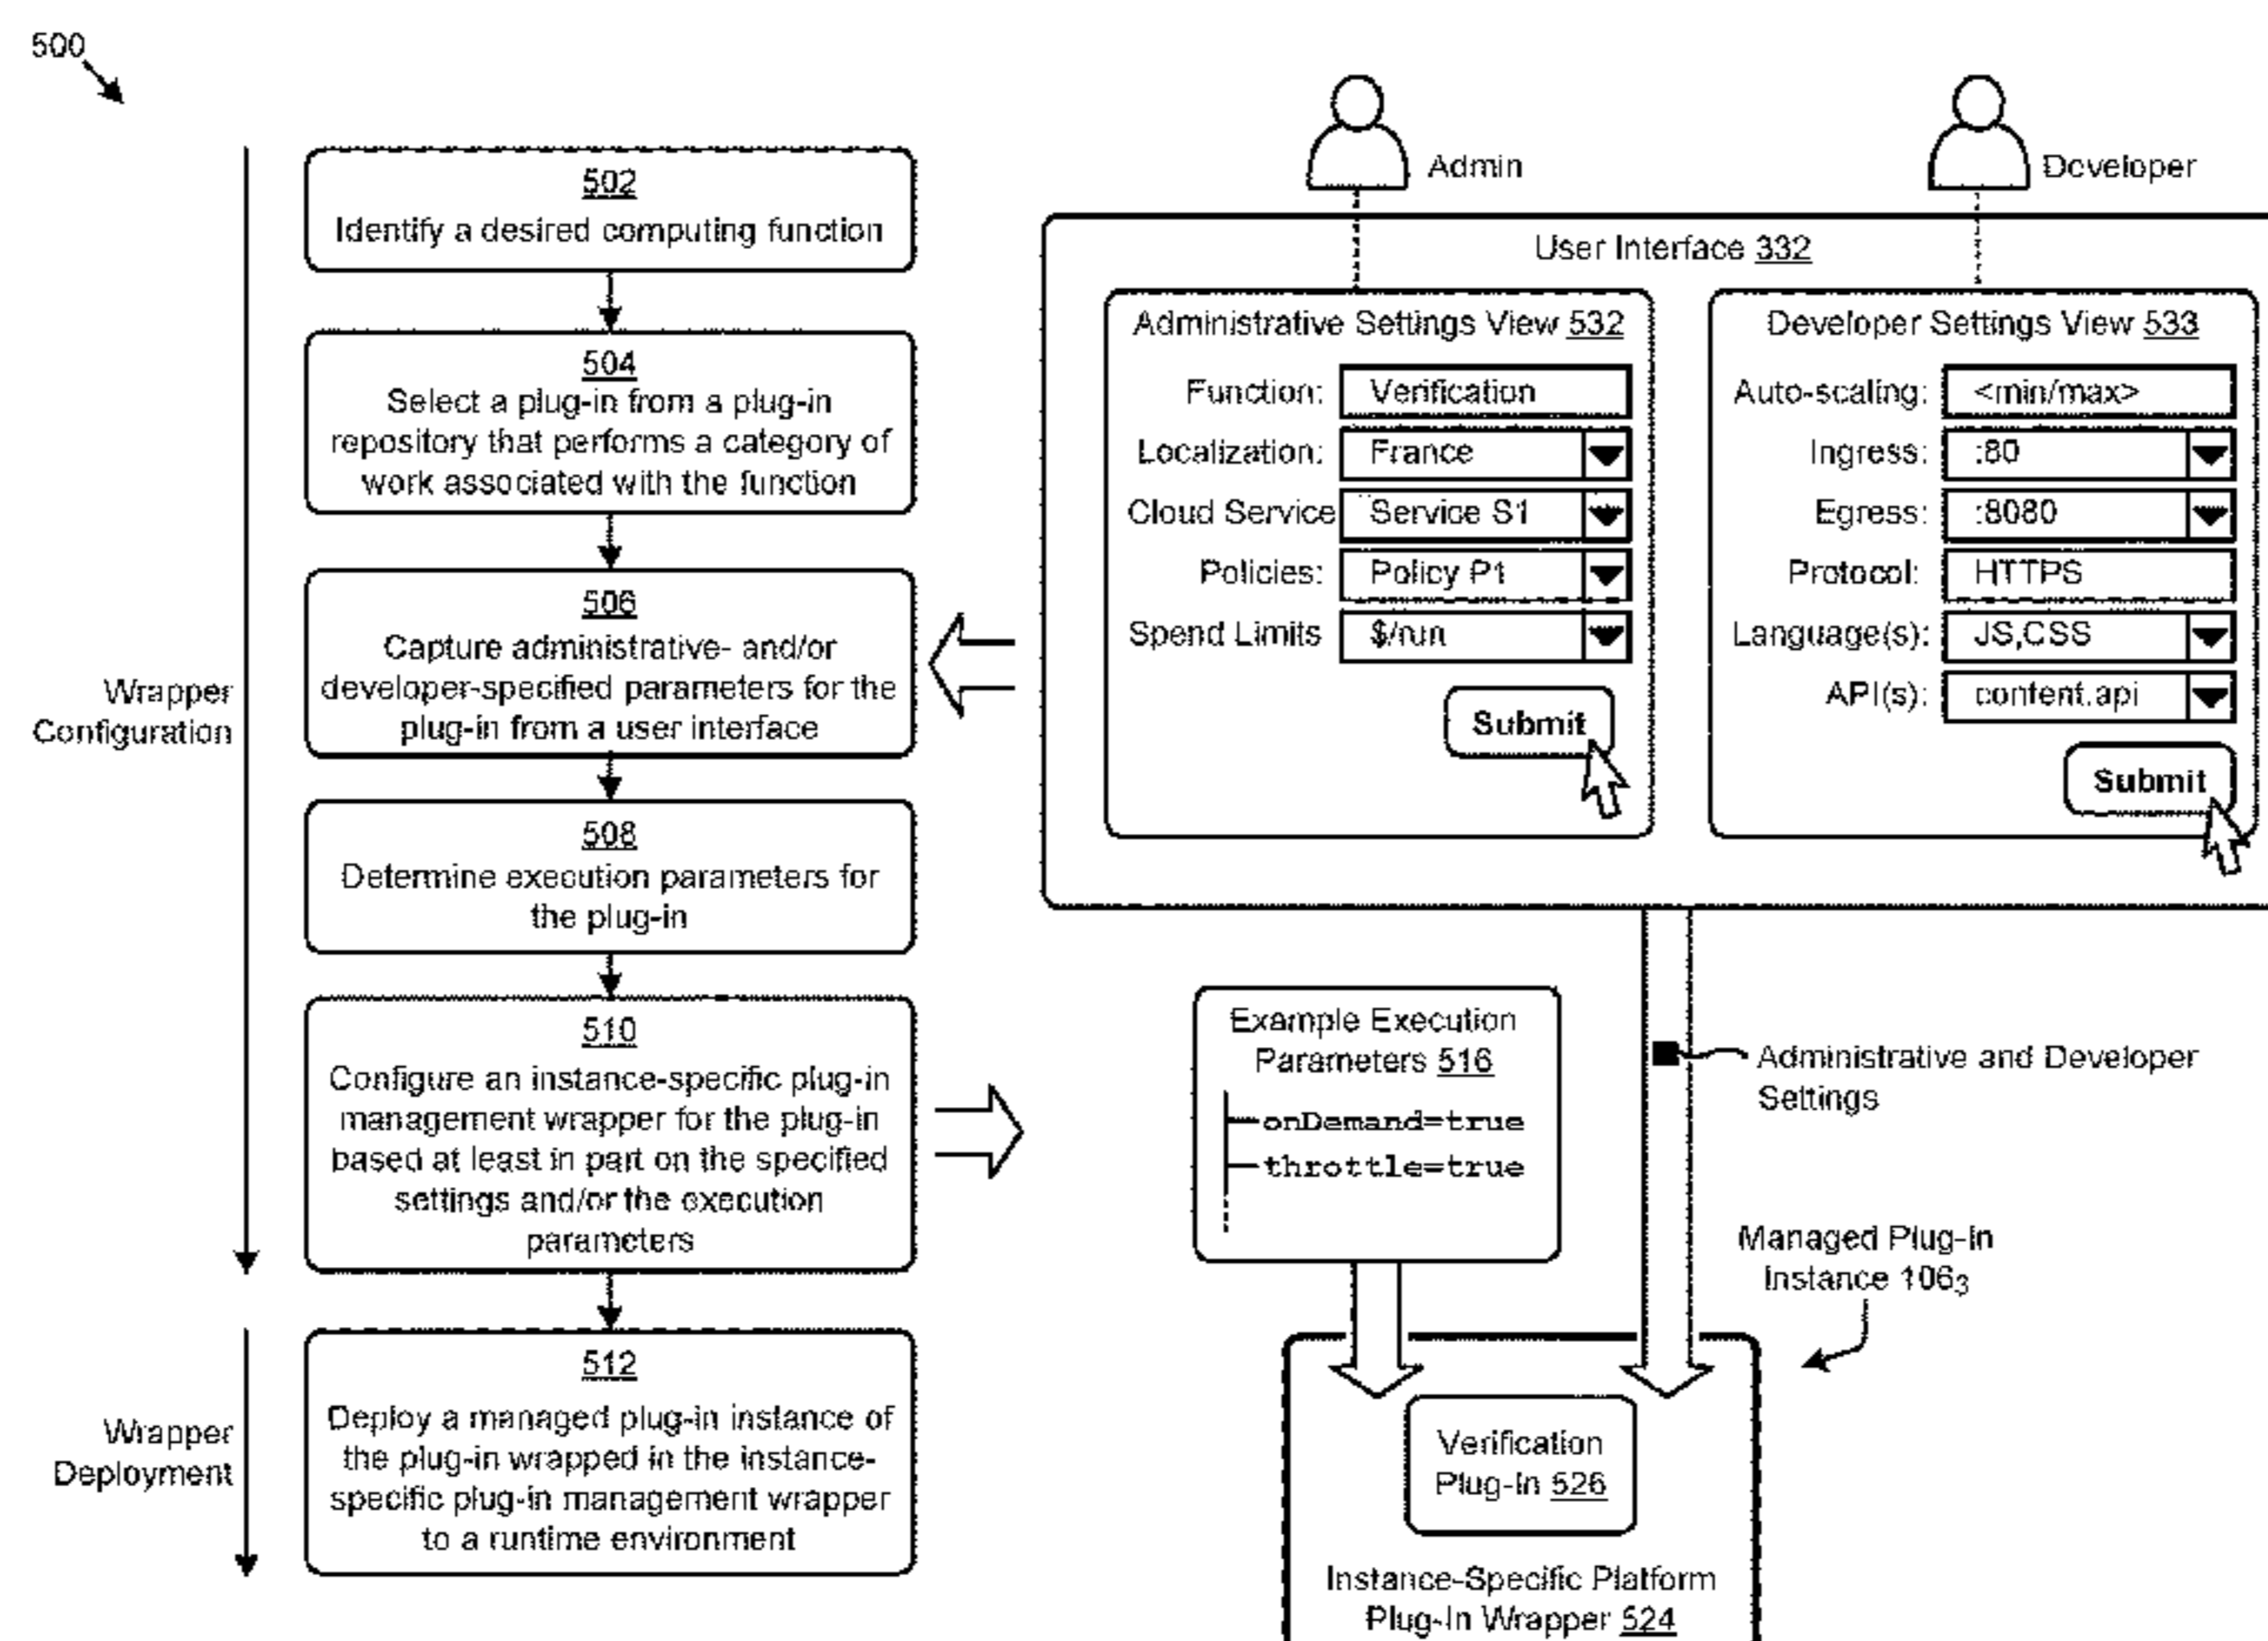 500
502
Identify a desired computing function
504
Select a plug-in from a plug-in
repository that performs a category of
work associated with the function
506
Capture administrative- and/or
developer-specified parameters for the
plug-in from a user interface
508
Determine execution parameters for
the plug-in
510
Configure an instance-specific plug-in
management wrapper for the plug-in
based at least in part on the specified
settings and/or the execution
parameters
Wrapper
Configuration
512
Deploy a managed plug-in instance of
the plug-in wrapped in the instance-
specific plug-in management wrapper
to a runtime environment
Wrapper
Deployment
Admin
Developer
User Interface 332
Administrative Settings View 532
Function: Verification
Localization: France
Cloud Service Service S1
Policies: Policy P1
Spend Limits $/run
Submit
Developer Settings View 533
Auto-scaling: <min/max>
Ingress: :80
Egress: :8080
Protocol: HTTPS
Language(s): JS,CSS
API(s): content.api
Submit
Example Execution
Parameters 516
onDemand=true
throttle=true
Administrative and Developer
Settings
Managed Plug-In
Instance 106₃
Verification
Plug-In 526
Instance-Specific Platform
Plug-In Wrapper 524